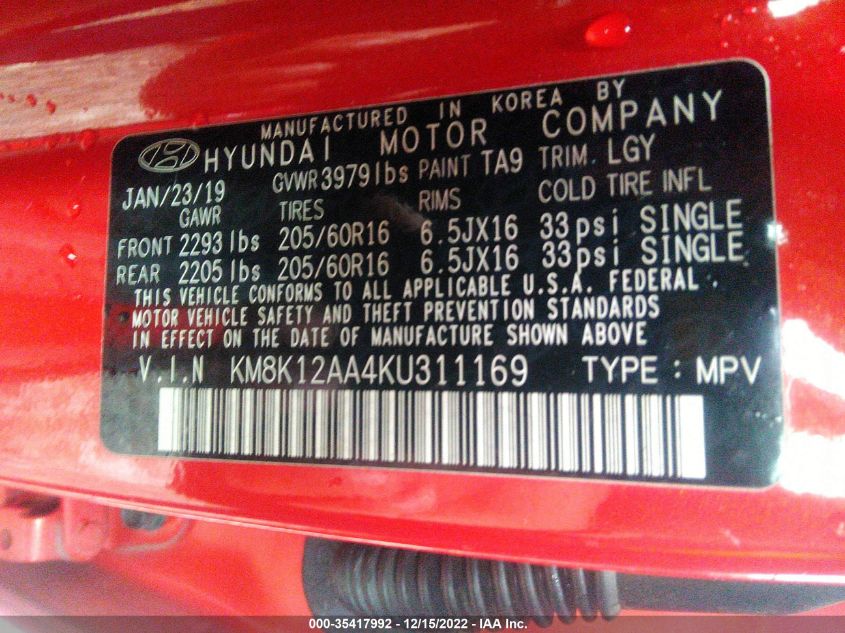 MANUFACTURED IN KOREA BY
HYUNDAI MOTOR COMPANY
JAN/23/19 GVWR 3979lbs PAINT TA9 TRIM. LGY
GAWR TIRES RIMS COLD TIRE INFL
FRONT 2293lbs 205/60R16 6.5JX16 33psi SINGLE
REAR 2205lbs 205/60R16 6.5JX16 33psi SINGLE
THIS VEHICLE CONFORMS TO ALL APPLICABLE U.S.A. FEDERAL
MOTOR VEHICLE SAFETY AND THEFT PREVENTION STANDARDS
IN EFFECT ON THE DATE OF MANUFACTURE SHOWN ABOVE
V.I.N KM8K12AA4KU311169 TYPE : MPV
000-35417992 - 12/15/2022 - IAA Inc.